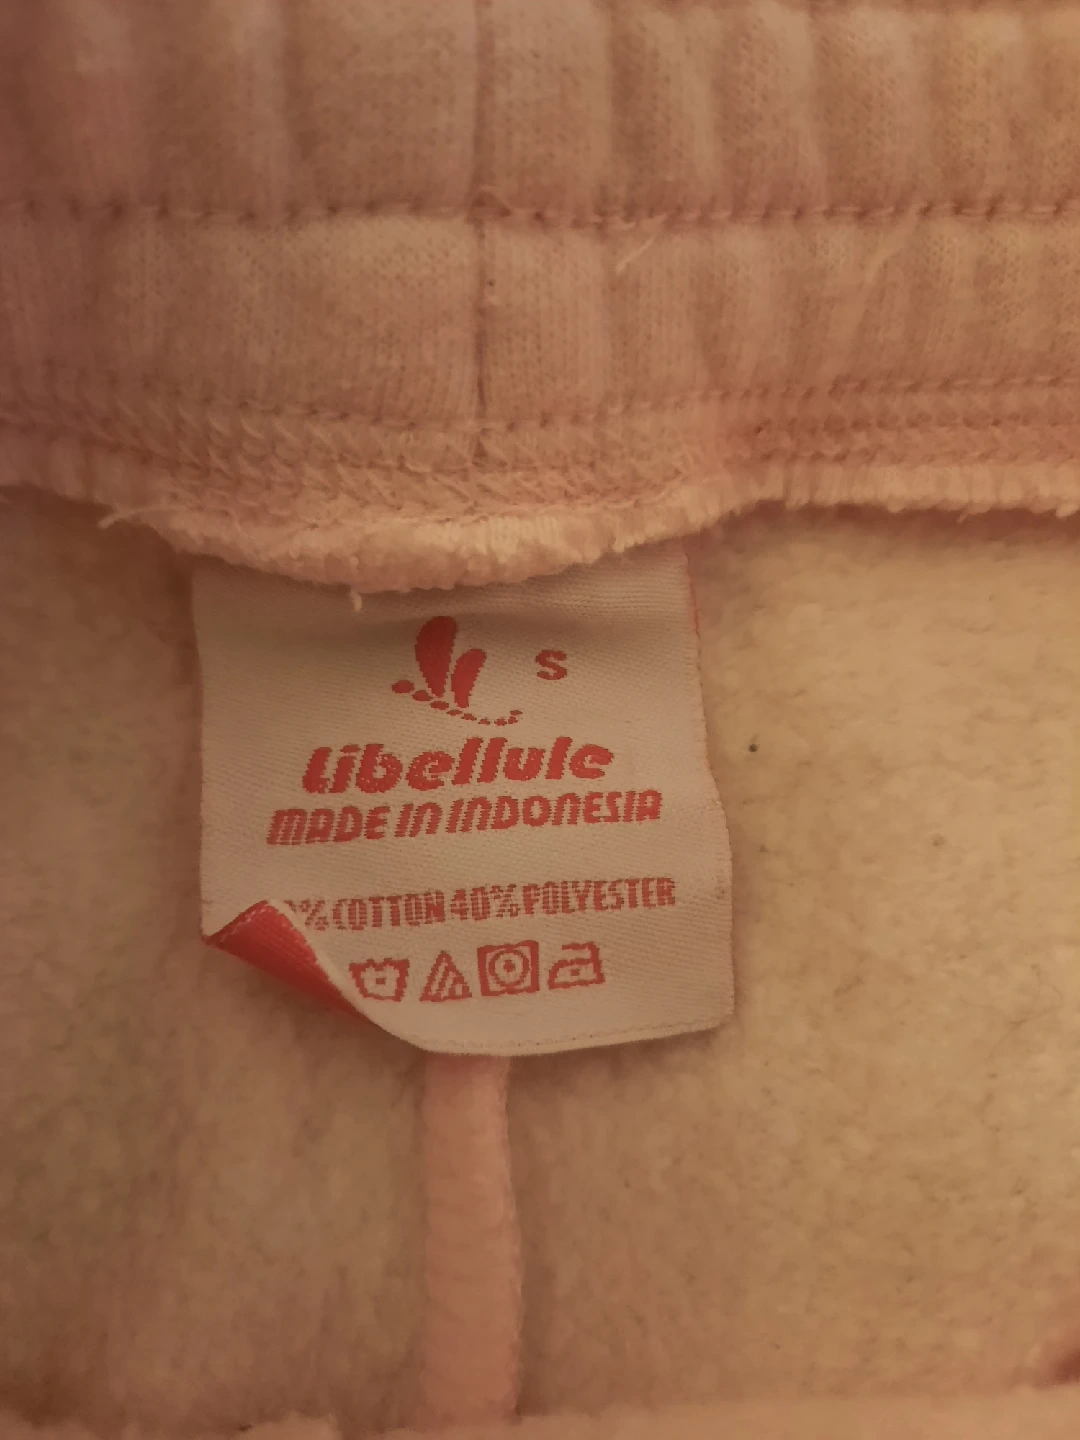 S
Libellule
MADE IN INDONESIA
% COTTON 40% POLYESTER